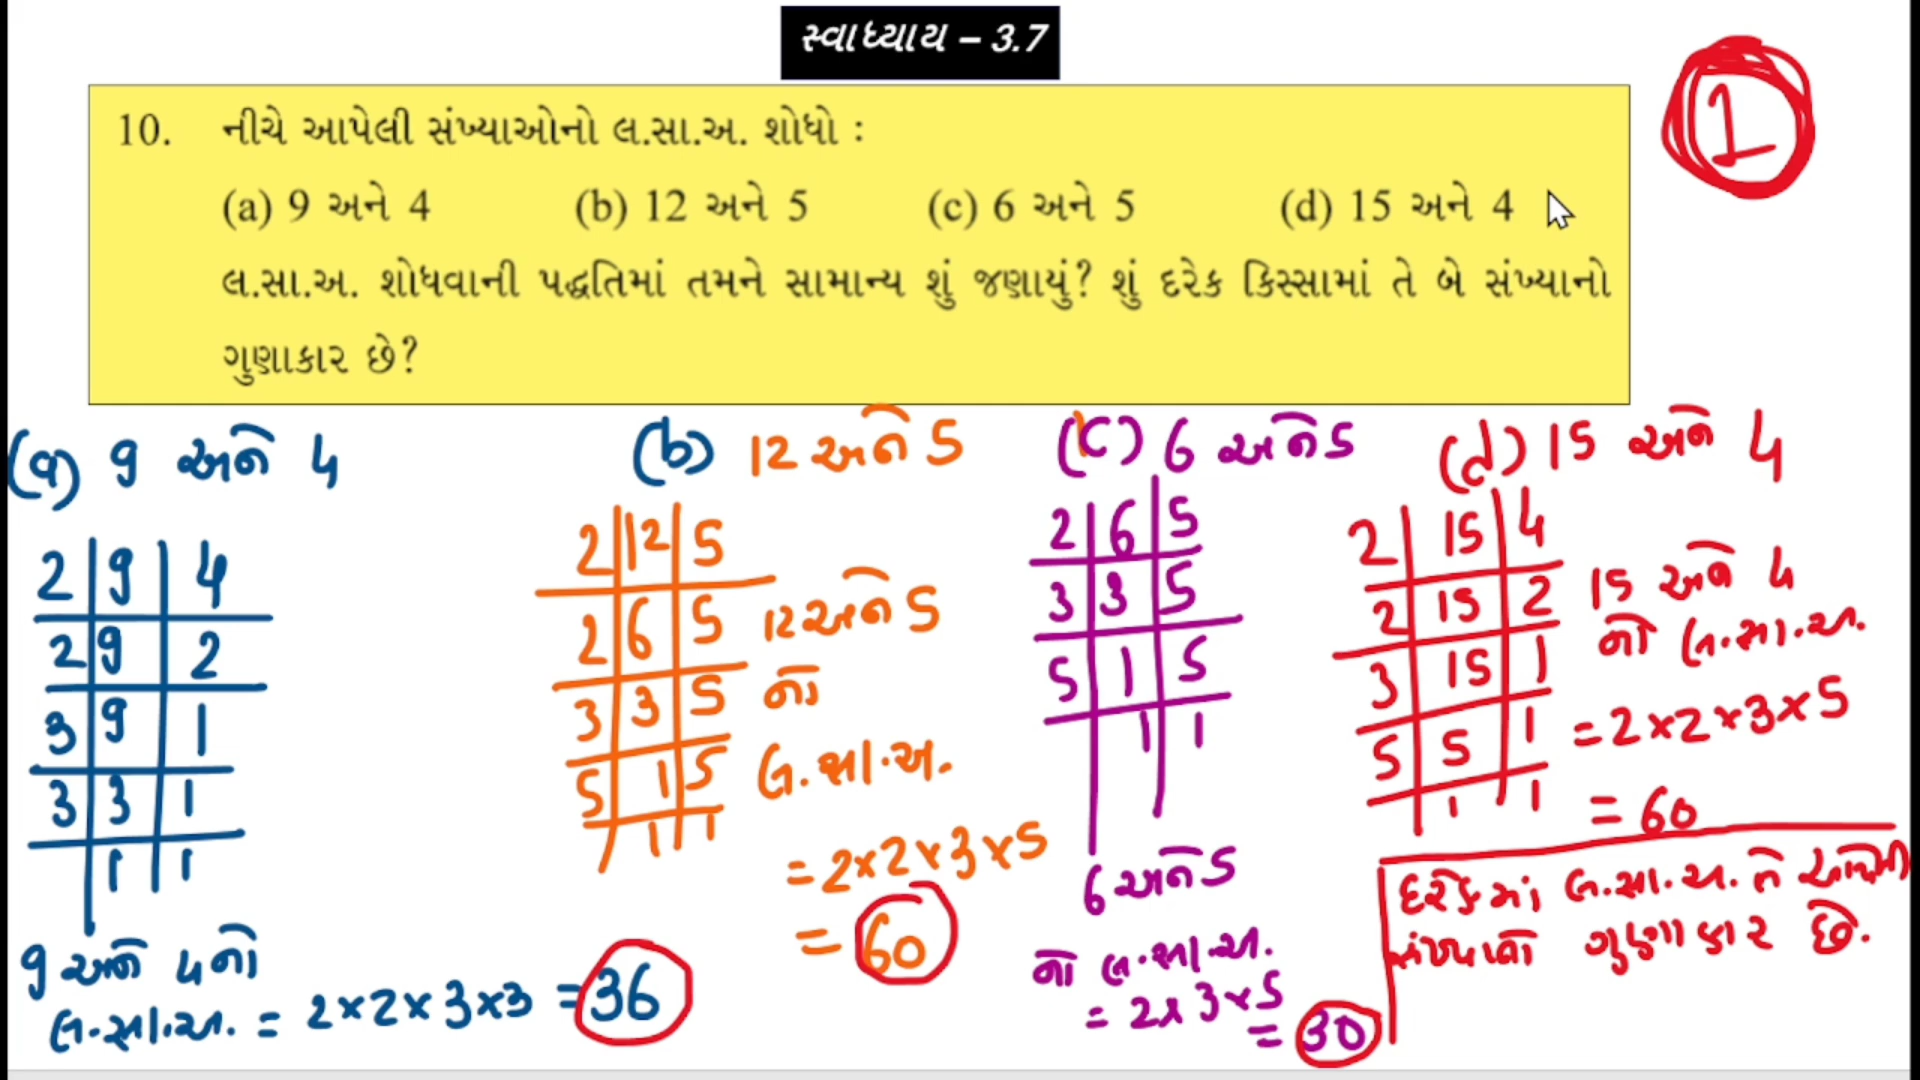 સ્વાધ્યાય – 3.7
1
10. નીચે આપેલી સંખ્યાઓનો લ.સા.અ. શોધો :
(a) 9 અને 4 (b) 12 અને 5 (c) 6 અને 5 (d) 15 અને 4
લ.સા.અ. શોધવાની પદ્ધતિમાં તમને સામાન્ય શું જણાયું? શું દરેક કિસ્સામાં તે બે સંખ્યાનો
ગુણાકાર છે?
(a) 9 અને 4
2 9 4
2 9 2
3 9 1
3 3 1
1 1
9 અને 4 નો
લ.સા.અ. = 2×2×3×3 = 36
(b) 12 અને 5
2 12 5
2 6 5
3 3 5
5 1 5
1 1
12 અને 5
નો
લ.સા.અ.
= 2×2×3×5
= 60
(c) 6 અને 5
2 6 5
3 3 5
5 1 5
1 1
6 અને 5
નો લ.સા.અ.
= 2×3×5
= 30
(d) 15 અને 4
2 15 4
2 15 2
3 15 1
5 5 1
1 1
15 અને 4
નો લ.સા.અ.
= 2×2×3×5
= 60
દરેકમાં લ.સા.અ. તે આપેલી
સંખ્યાનો ગુણાકાર છે.